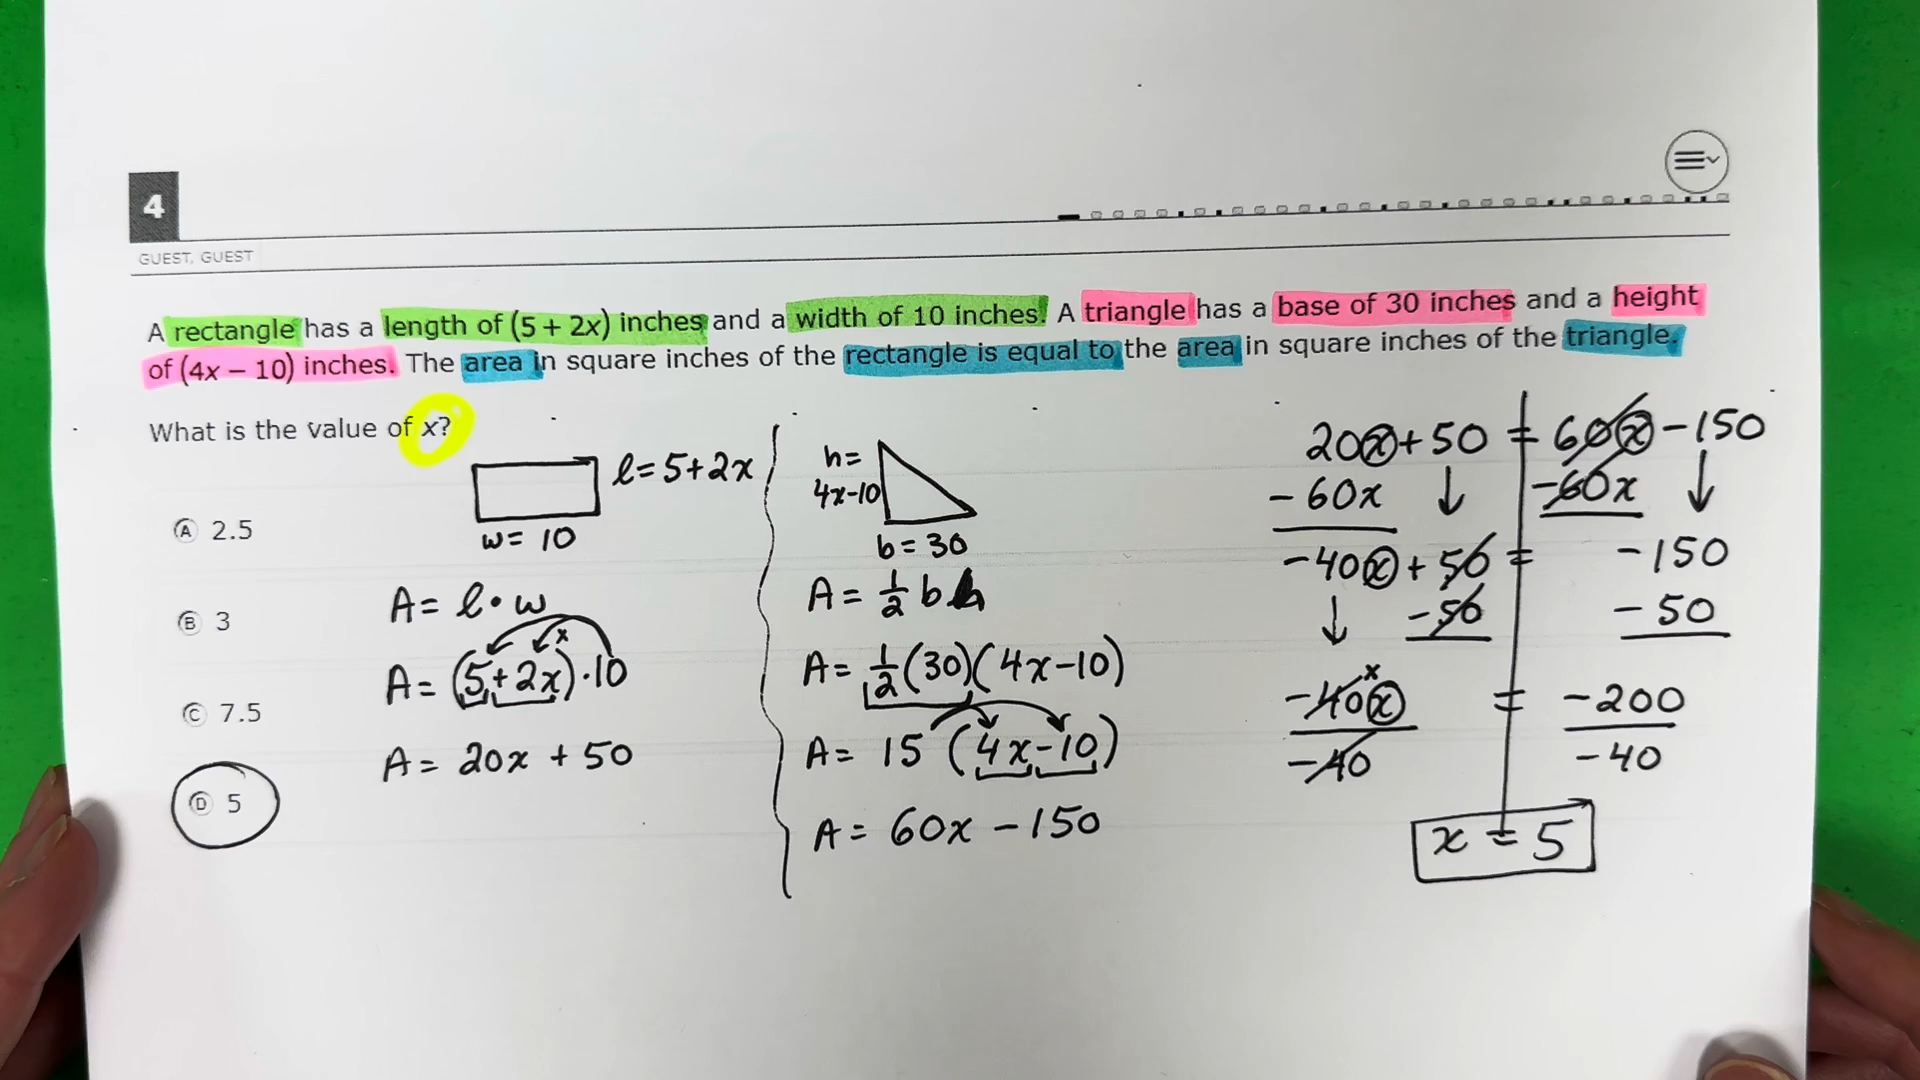 4
GUEST, GUEST
A rectangle has a length of (5 + 2x) inches and a width of 10 inches. A triangle has a base of 30 inches and a height
of (4x – 10) inches. The area in square inches of the rectangle is equal to the area in square inches of the triangle.
What is the value of x?
A 2.5
B 3
C 7.5
D 5
l = 5+2x
w = 10
A = l • w
x
A = (5+2x) · 10
A = 20x + 50
h =
4x-10
b = 30
A = 1/2 b h
A = 1/2 (30)(4x-10)
A = 15 (4x-10)
A = 60x - 150
20x + 50 = 60x - 150
- 60x ↓ - 60x ↓
-40x + 50 = -150
↓ - 50 - 50
x
-40x = -200
-40 -40
x = 5